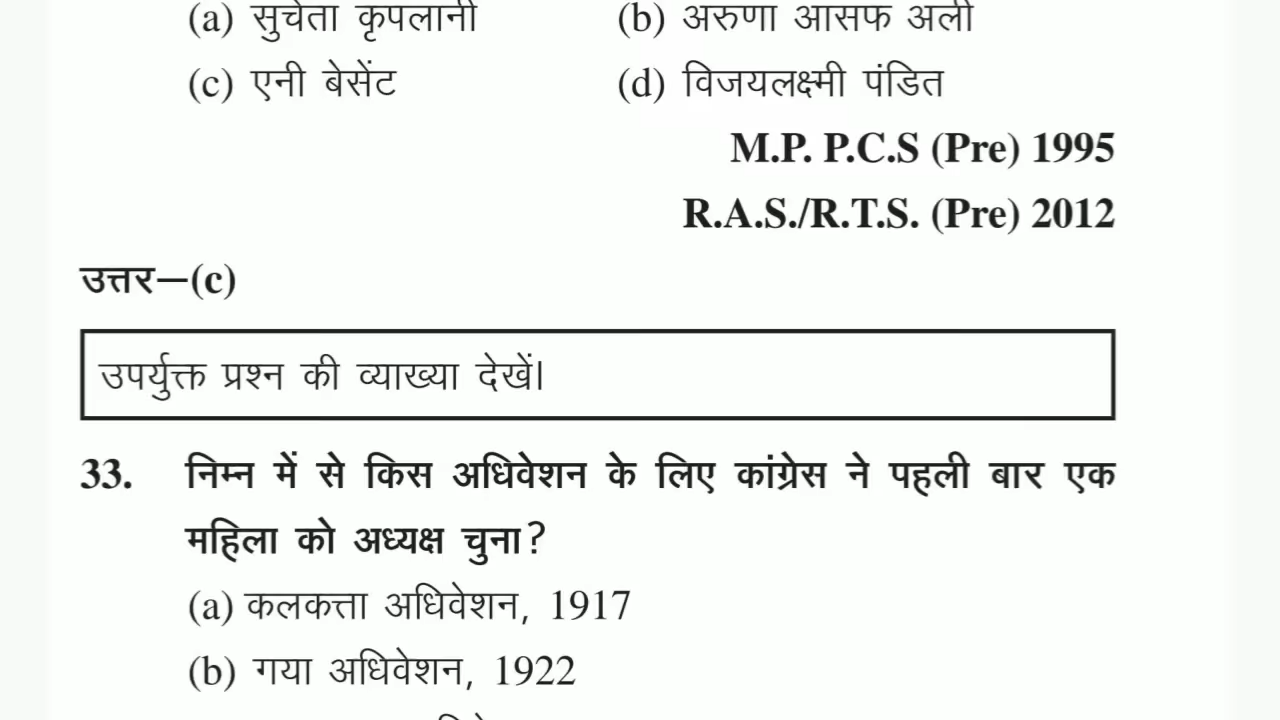 (a) सुचेता कृपलानी (b) अरुणा आसफ अली
(c) एनी बेसेंट (d) विजयलक्ष्मी पंडित
M.P. P.C.S (Pre) 1995
R.A.S./R.T.S. (Pre) 2012
उत्तर—(c)
उपर्युक्त प्रश्न की व्याख्या देखें।
33. निम्न में से किस अधिवेशन के लिए कांग्रेस ने पहली बार एक
महिला को अध्यक्ष चुना?
(a) कलकत्ता अधिवेशन, 1917
(b) गया अधिवेशन, 1922